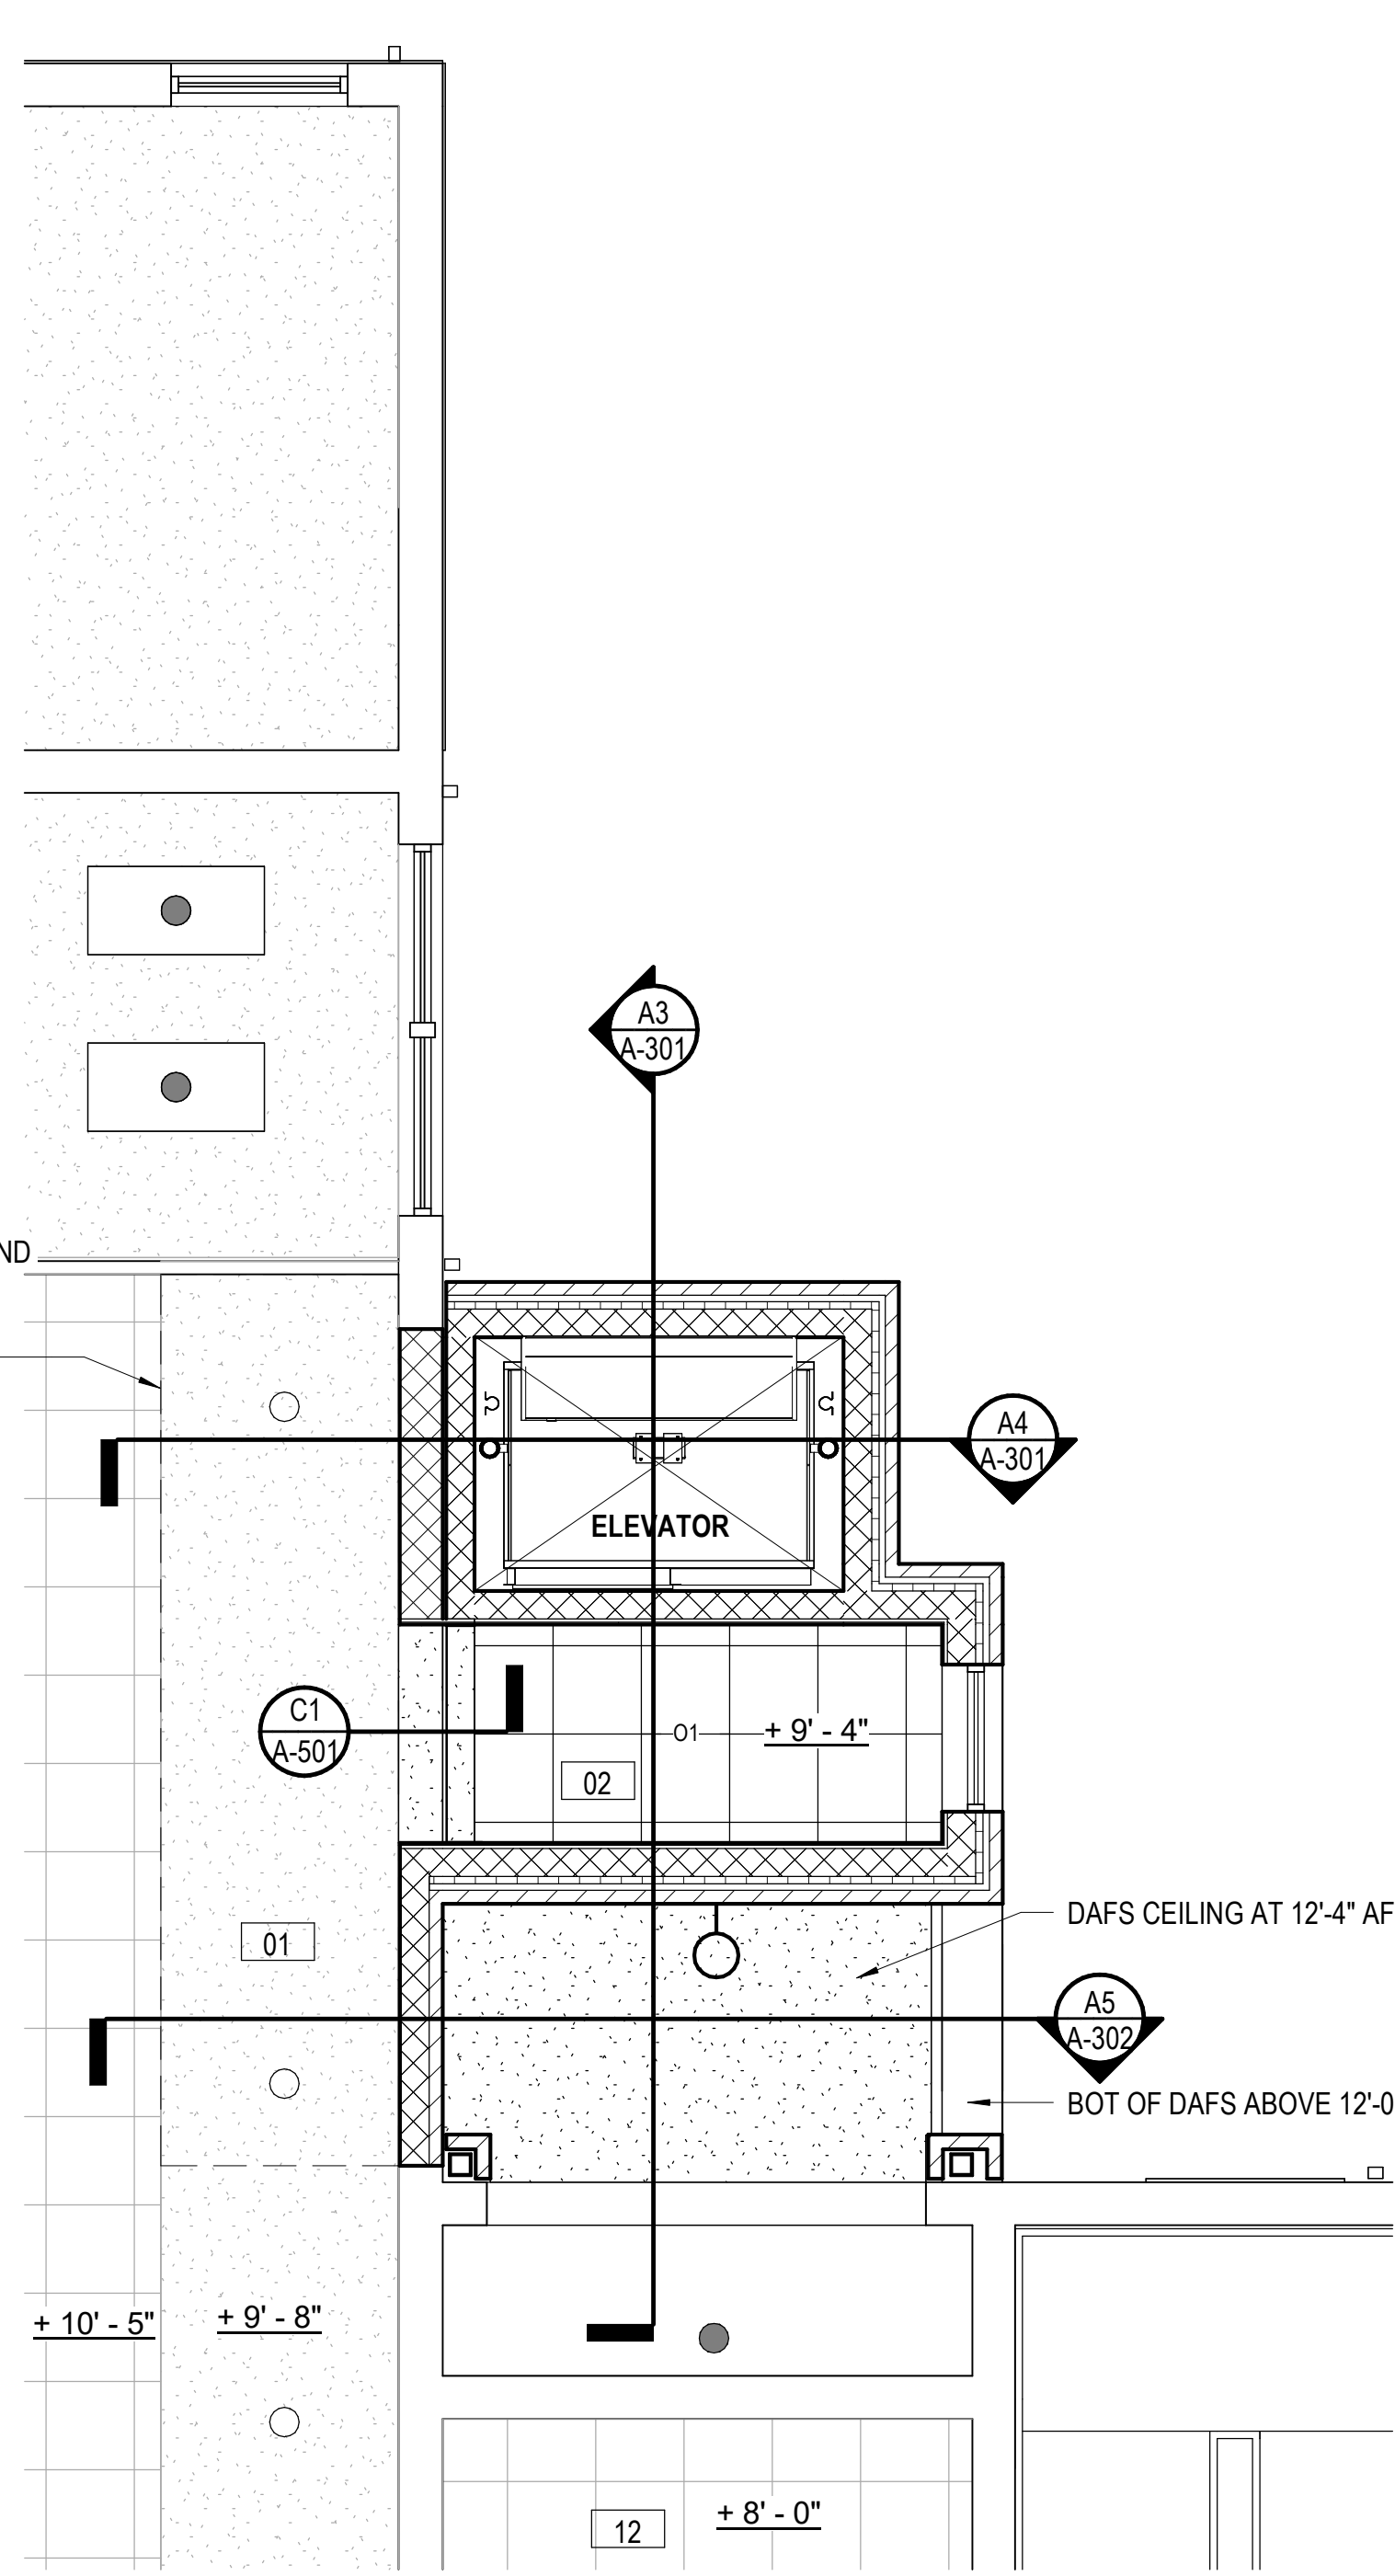 A3
A-301
ND
A4
A-301
ELEVATOR
C1
A-501
O1
+ 9' - 4"
02
DAFS CEILING AT 12'-4" AF
01
A5
A-302
BOT OF DAFS ABOVE 12'-0
+ 10' - 5"
+ 9' - 8"
12
+ 8' - 0"